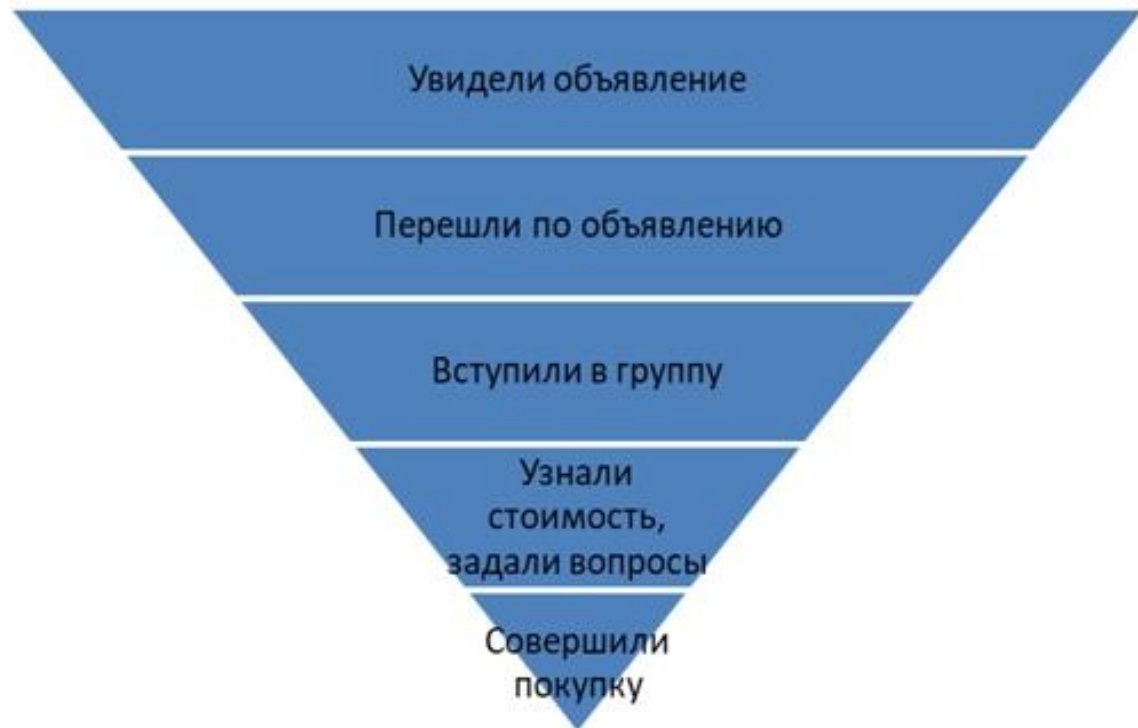 Увидели объявление
Перешли по объявлению
Вступили в группу
Узнали
стоимость,
задали вопросы
Совершили
покупку